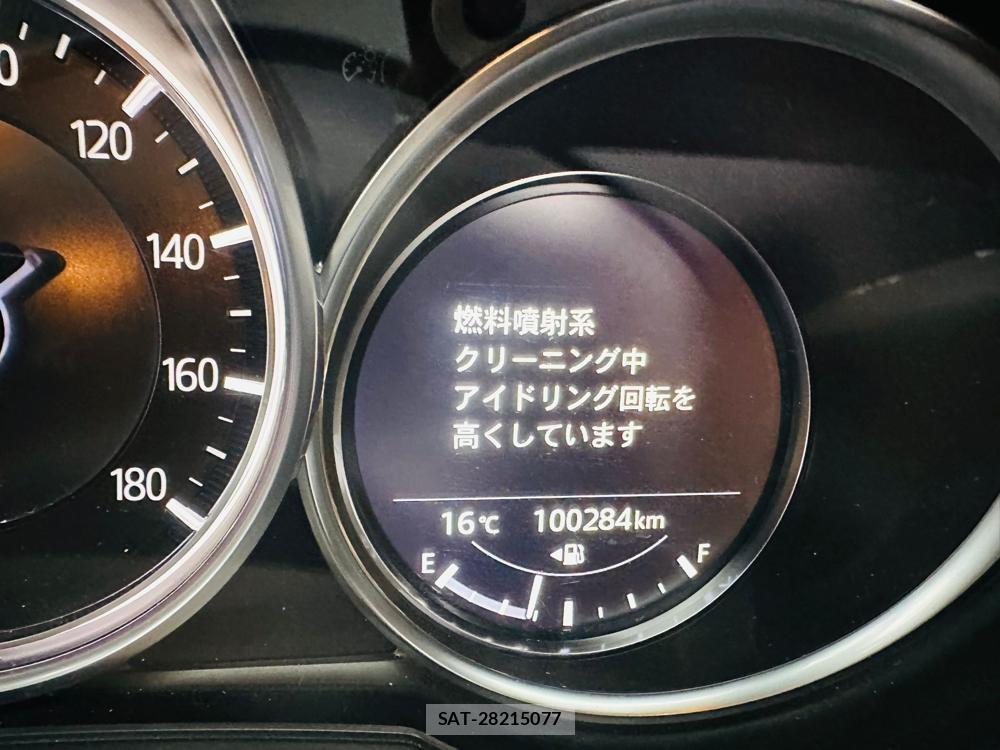 0
120
140
160
180
燃料噴射系
クリーニング中
アイドリング回転を
高くしています
16℃ 100284km
E F
SAT-28215077